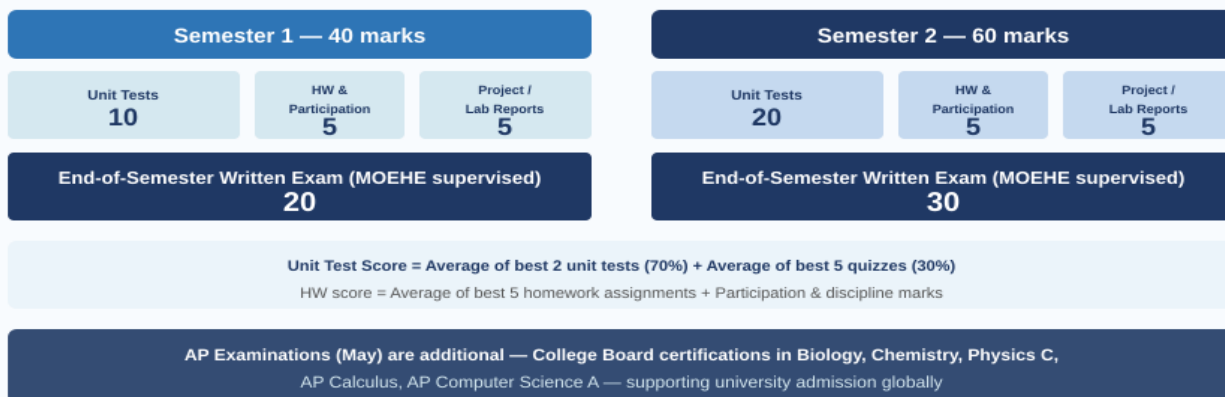 Semester 1 — 40 marks
Unit Tests
10
HW &
Participation
5
Project /
Lab Reports
5
End-of-Semester Written Exam (MOEHE supervised)
20
Semester 2 — 60 marks
Unit Tests
20
HW &
Participation
5
Project /
Lab Reports
5
End-of-Semester Written Exam (MOEHE supervised)
30
Unit Test Score = Average of best 2 unit tests (70%) + Average of best 5 quizzes (30%)
HW score = Average of best 5 homework assignments + Participation & discipline marks
AP Examinations (May) are additional — College Board certifications in Biology, Chemistry, Physics C,
AP Calculus, AP Computer Science A — supporting university admission globally